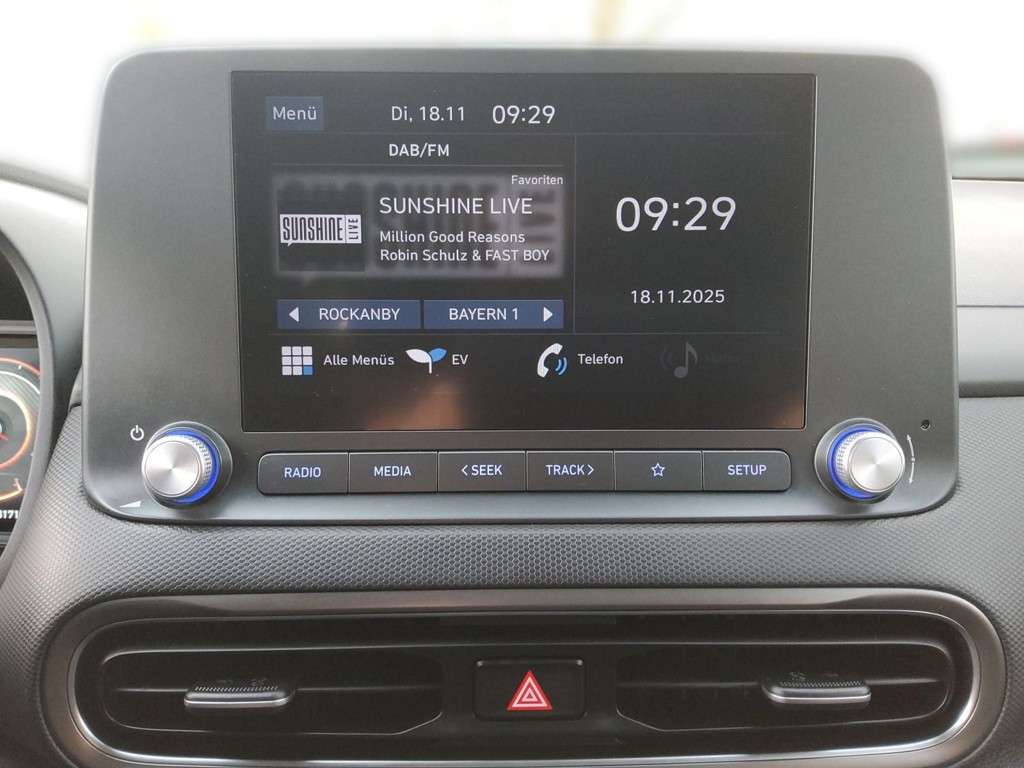 Menü Di, 18.11 09:29
DAB/FM
Favoriten
SUNSHINE LIVE
SUNSHINE LIVE
Million Good Reasons
Robin Schulz & FAST BOY
09:29
18.11.2025
ROCKANBY BAYERN 1
Alle Menüs EV Telefon
RADIO MEDIA < SEEK TRACK > SETUP